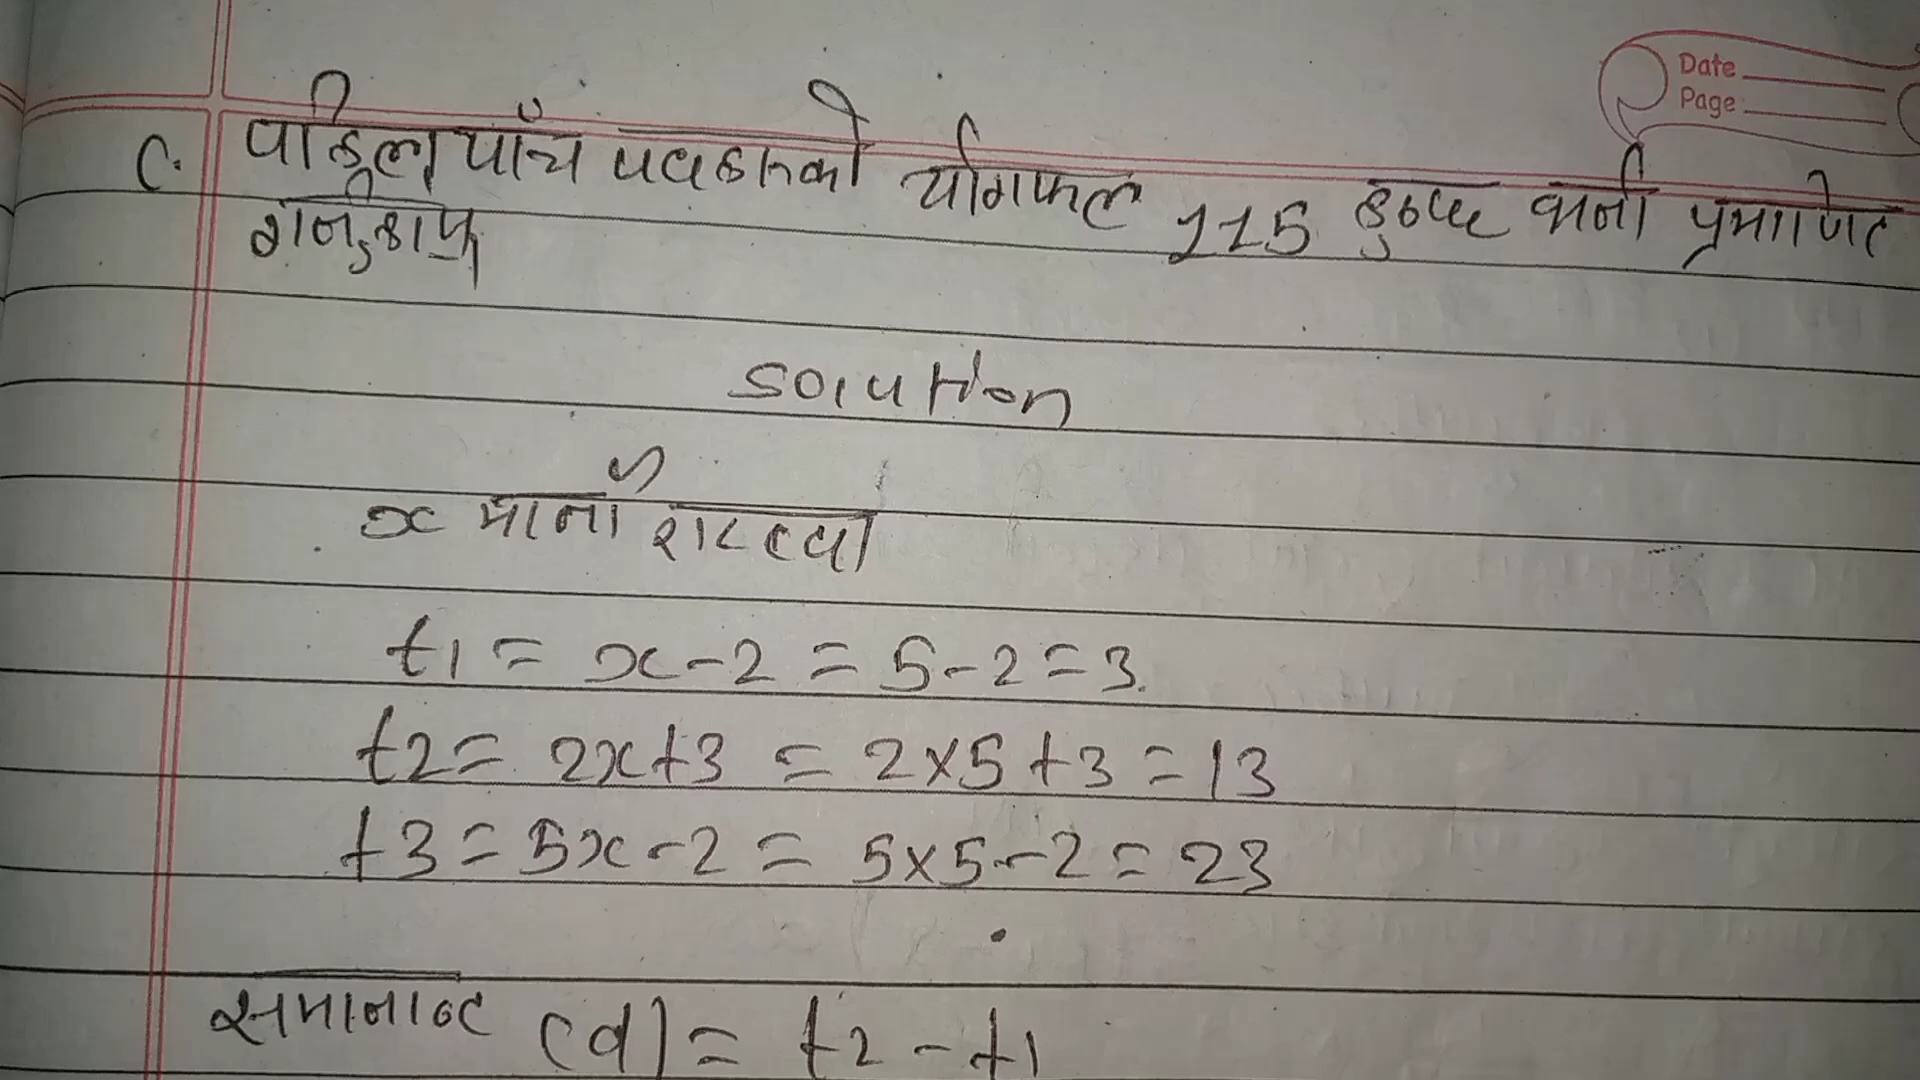 Date
Page
C. पहिला पाँच पदहरूको योगफल 115 हुन्छ भनी प्रमाणित
गर्नुहोस्
solution
x मानाँ राख्दा
t1 = x - 2 = 5 - 2 = 3.
t2 = 2x + 3 = 2 × 5 + 3 = 13
t3 = 5x - 2 = 5 × 5 - 2 = 23
समानान्तर (d) = t2 - t1